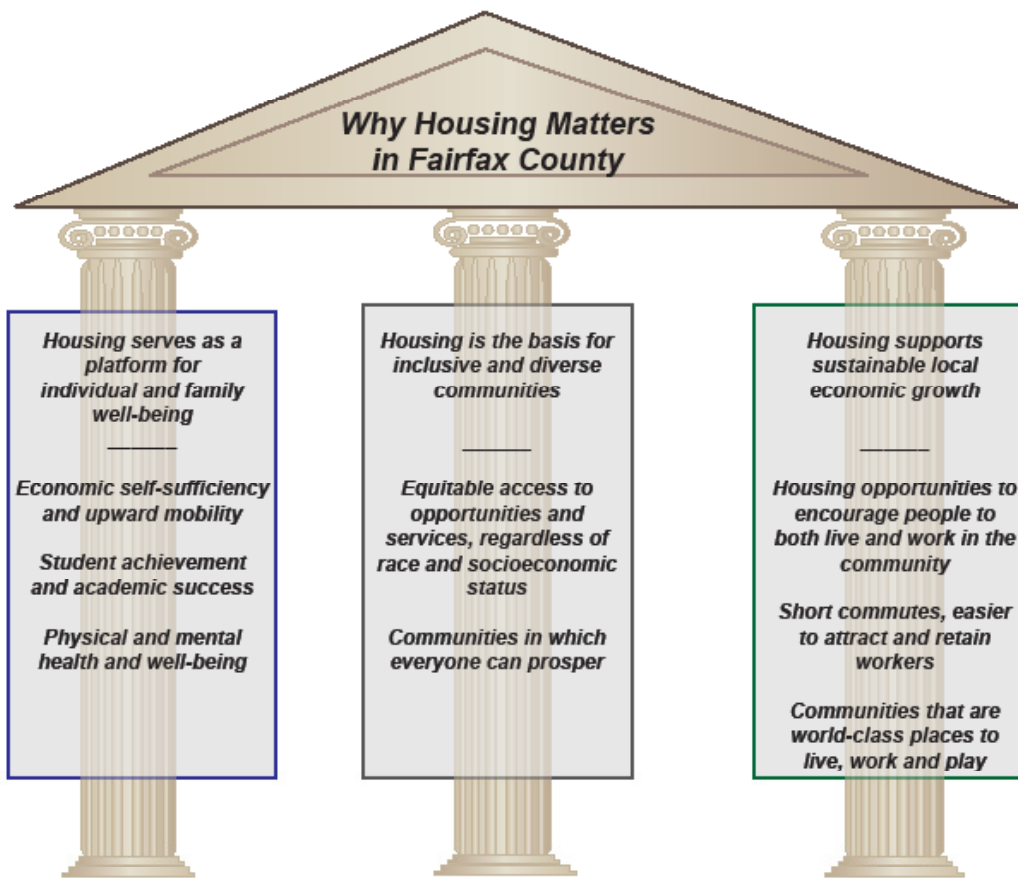 Why Housing Matters
in Fairfax County
Housing serves as a
platform for
individual and family
well-being
Economic self-sufficiency
and upward mobility
Student achievement
and academic success
Physical and mental
health and well-being
Housing is the basis for
inclusive and diverse
communities
Equitable access to
opportunities and
services, regardless of
race and socioeconomic
status
Communities in which
everyone can prosper
Housing supports
sustainable local
economic growth
Housing opportunities to
encourage people to
both live and work in the
community
Short commutes, easier
to attract and retain
workers
Communities that are
world-class places to
live, work and play